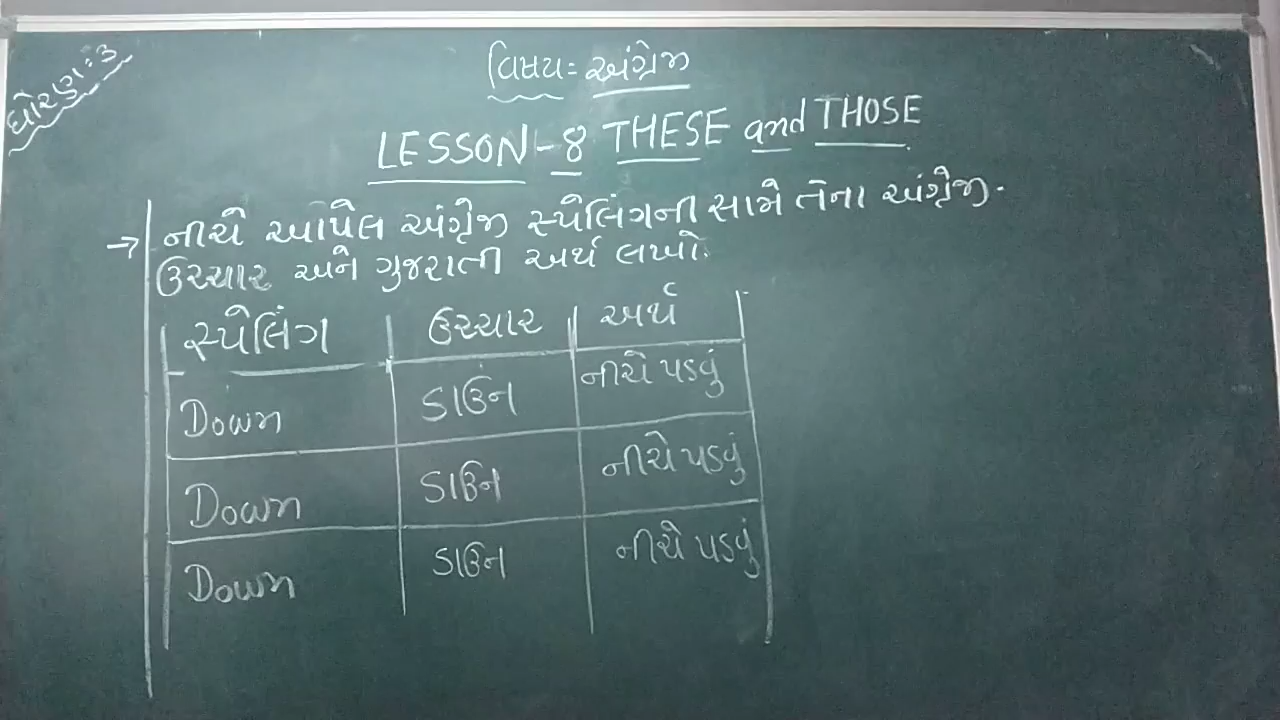 ધોરણ : ૩
વિષય : અંગ્રેજી
LESSON - 8 THESE and THOSE
→ નીચે આપેલ અંગ્રેજી સ્પેલિંગની સામે તેના અંગ્રેજી.
ઉચ્ચાર અને ગુજરાતી અર્થ લખો.
સ્પેલિંગ ઉચ્ચાર અર્થ
Down ડાઉન નીચે પડવું
Down ડાઉન નીચે પડવું
Down ડાઉન નીચે પડવું